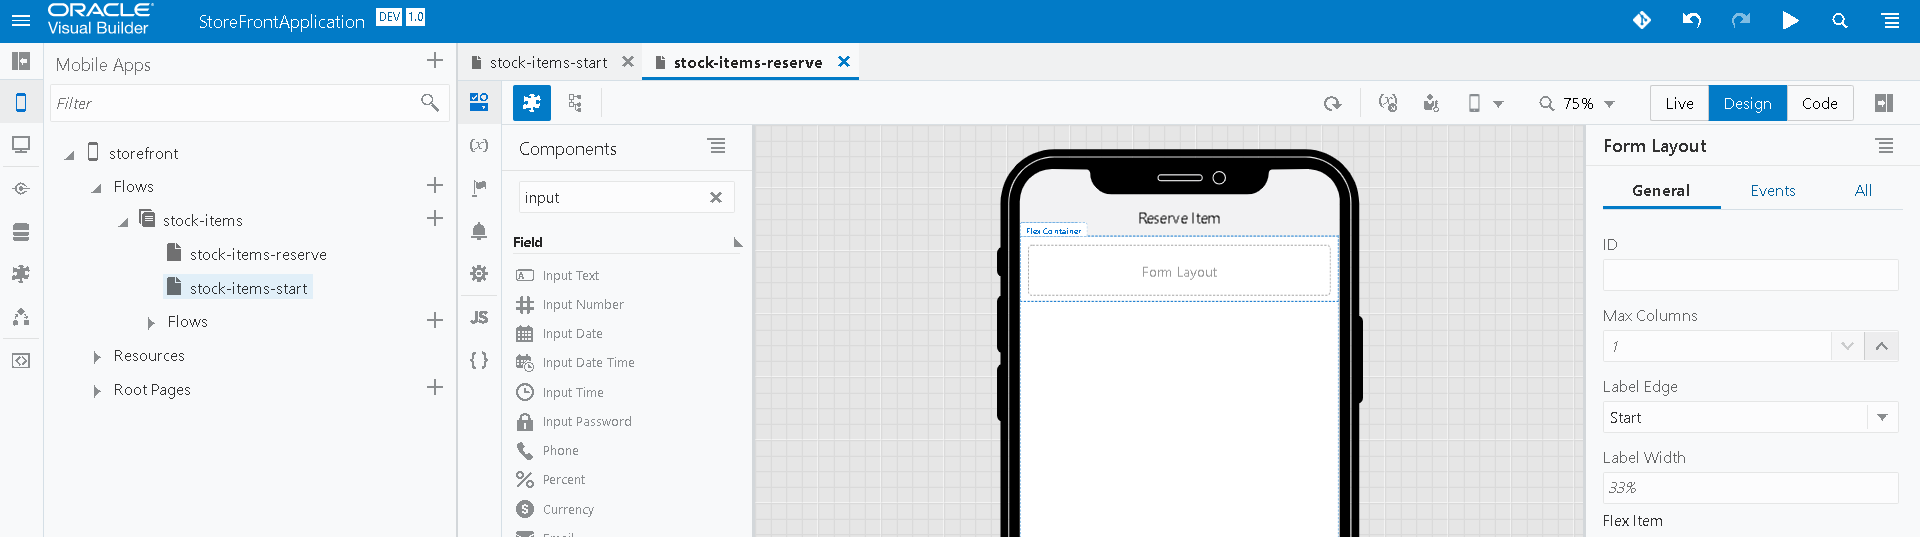 ORACLE
Visual Builder
StoreFrontApplication DEV 1.0
Mobile Apps
Filter
storefront
Flows
stock-items
stock-items-reserve
stock-items-start
Flows
Resources
Root Pages
stock-items-start
stock-items-reserve
75%
Live Design Code
(x)
JS
{ }
Components
input
Field
Input Text
Input Number
Input Date
Input Date Time
Input Time
Input Password
Phone
Percent
Currency
Email
Reserve Item
Flex Container
Form Layout
Form Layout
General Events All
ID
Max Columns
1
Label Edge
Start
Label Width
33%
Flex Item